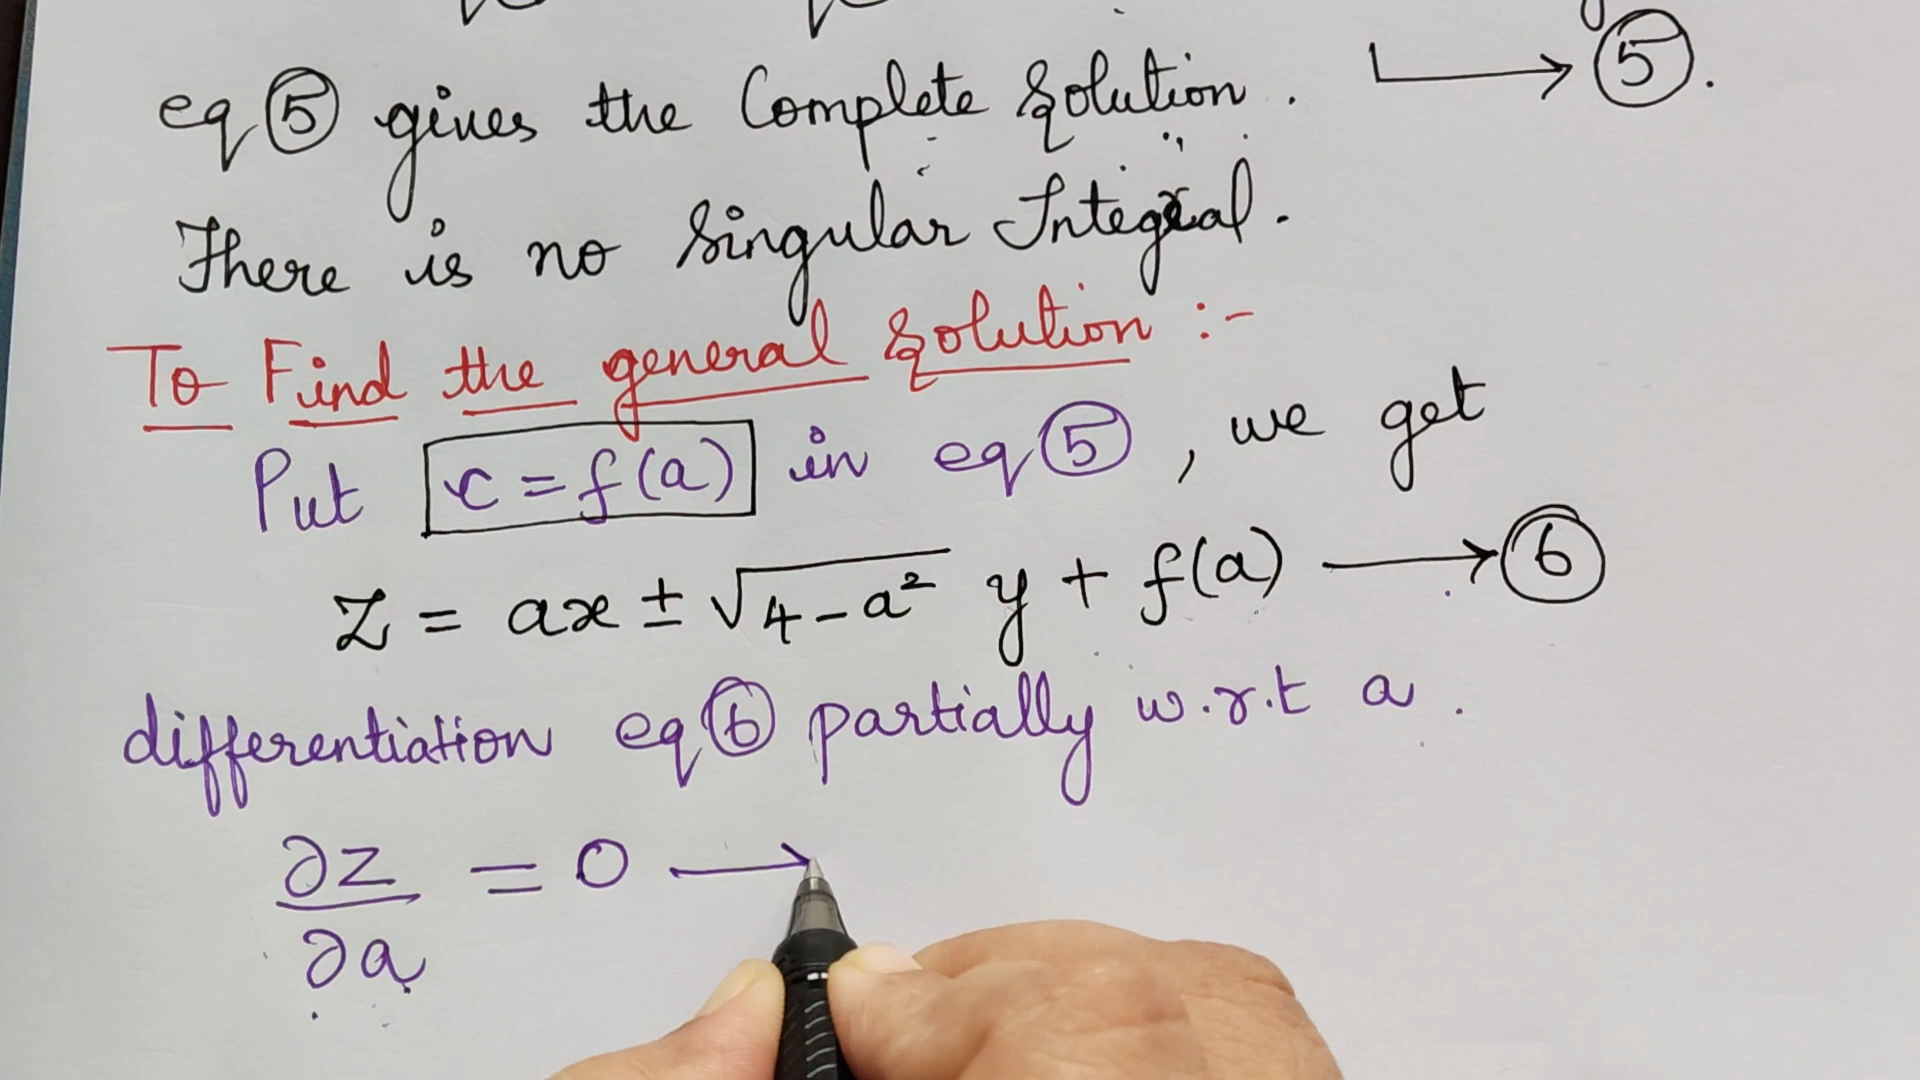 eq ⑤ gives the Complete Solution. ⟶ ⑤.
There is no Singular Integral.
To Find the general Solution :-
Put c = f(a) in eq ⑤, we get
Z = ax ± √4-a² y + f(a) ⟶ ⑥
differentiation eq ⑥ partially w.r.t a.
∂z/∂a = 0 ⟶